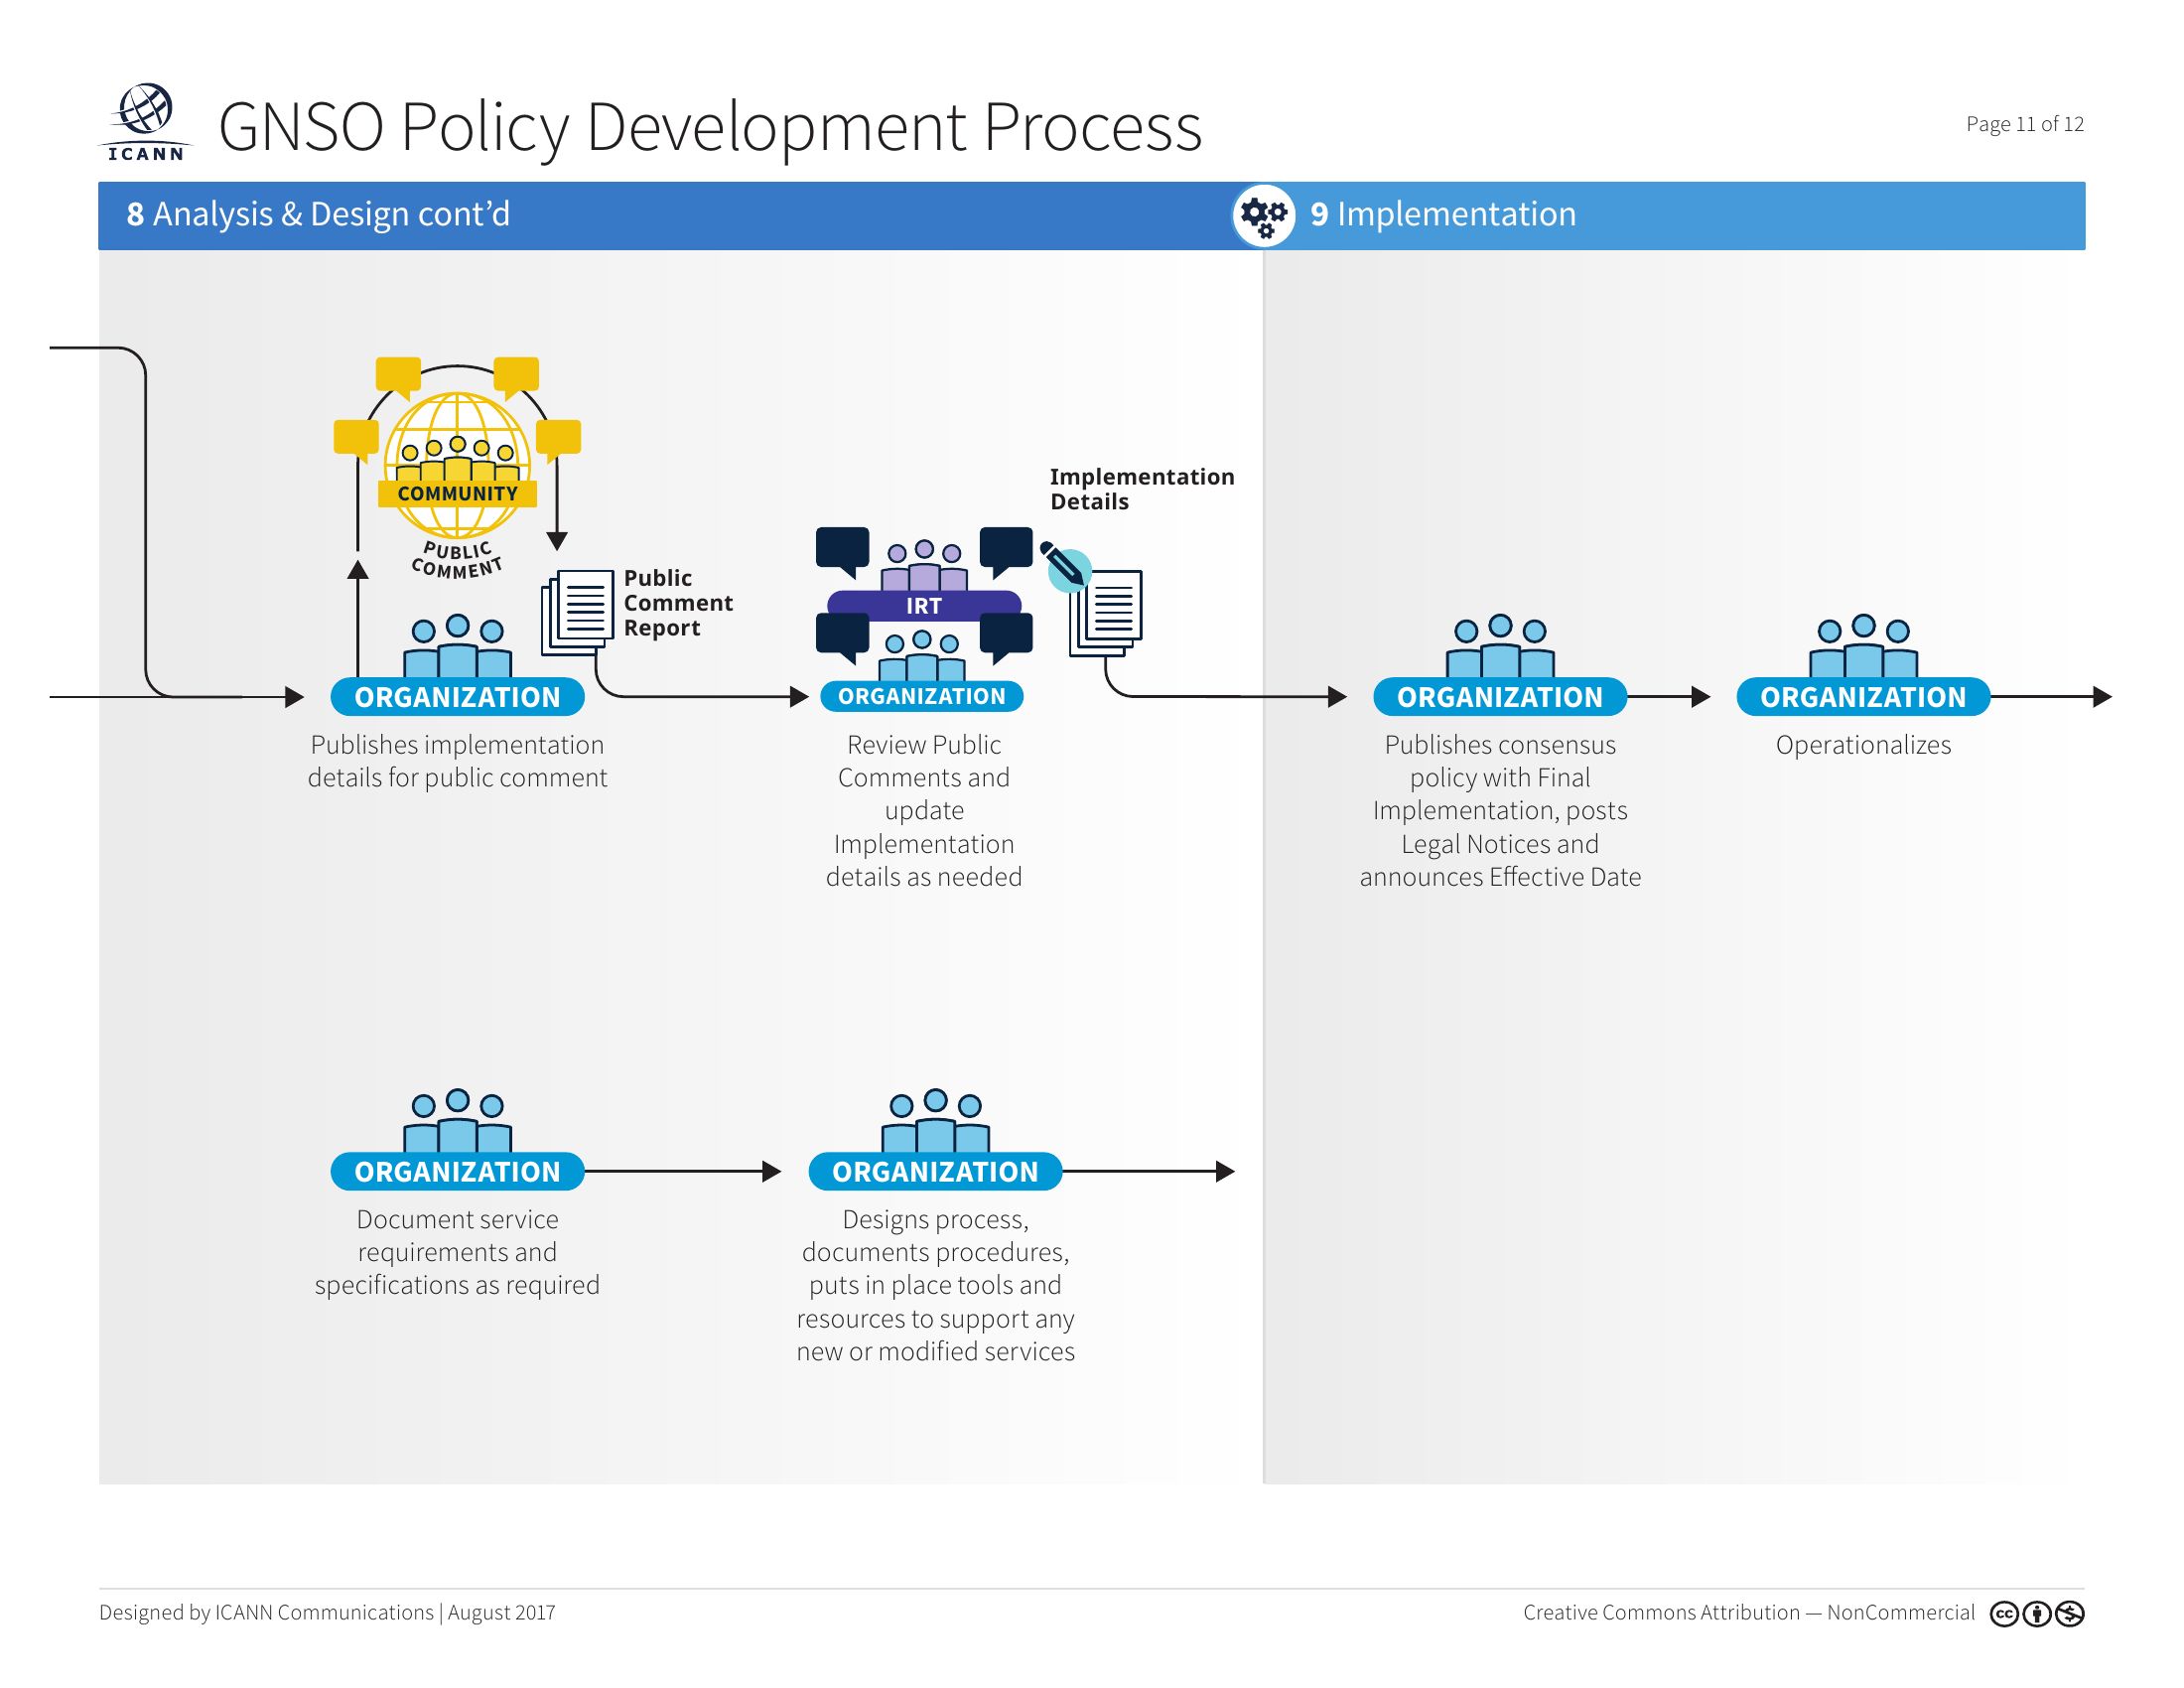 ICANN
GNSO Policy Development Process
Page 11 of 12
8 Analysis & Design cont’d
9 Implementation
COMMUNITY
PUBLIC
COMMENT
Public
Comment
Report
ORGANIZATION
Publishes implementation
details for public comment
Implementation
Details
IRT
ORGANIZATION
Review Public
Comments and
update
Implementation
details as needed
ORGANIZATION
Publishes consensus
policy with Final
Implementation, posts
Legal Notices and
announces Effective Date
ORGANIZATION
Operationalizes
ORGANIZATION
Document service
requirements and
specifications as required
ORGANIZATION
Designs process,
documents procedures,
puts in place tools and
resources to support any
new or modified services
Designed by ICANN Communications | August 2017
Creative Commons Attribution — NonCommercial
cc